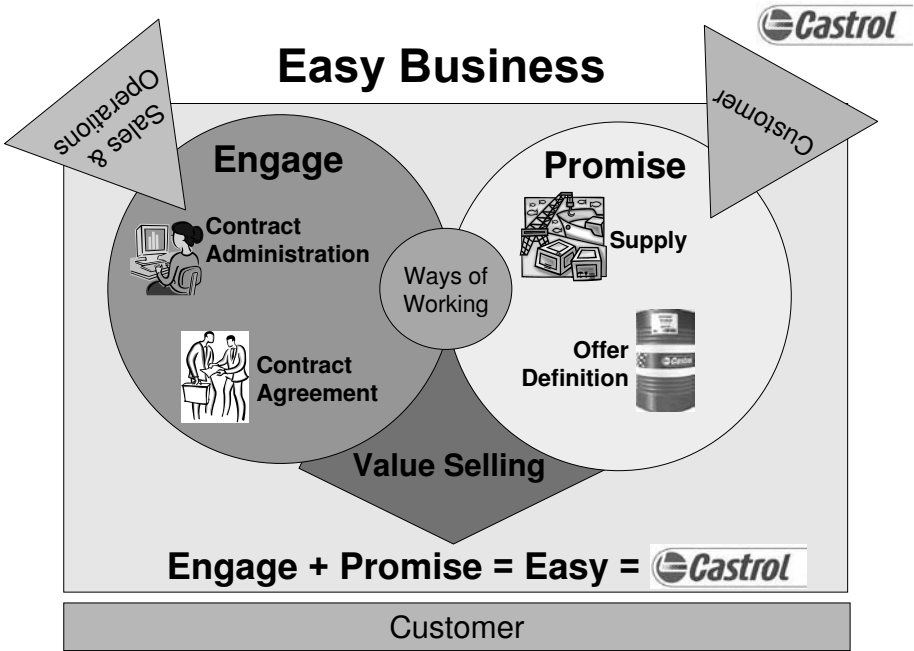 Castrol
Easy Business
Sales &
Operations
Customer
Engage
Promise
Contract
Administration
Supply
Ways of
Working
Contract
Agreement
Offer
Definition
Castrol
Value Selling
Engage + Promise = Easy = Castrol
Customer